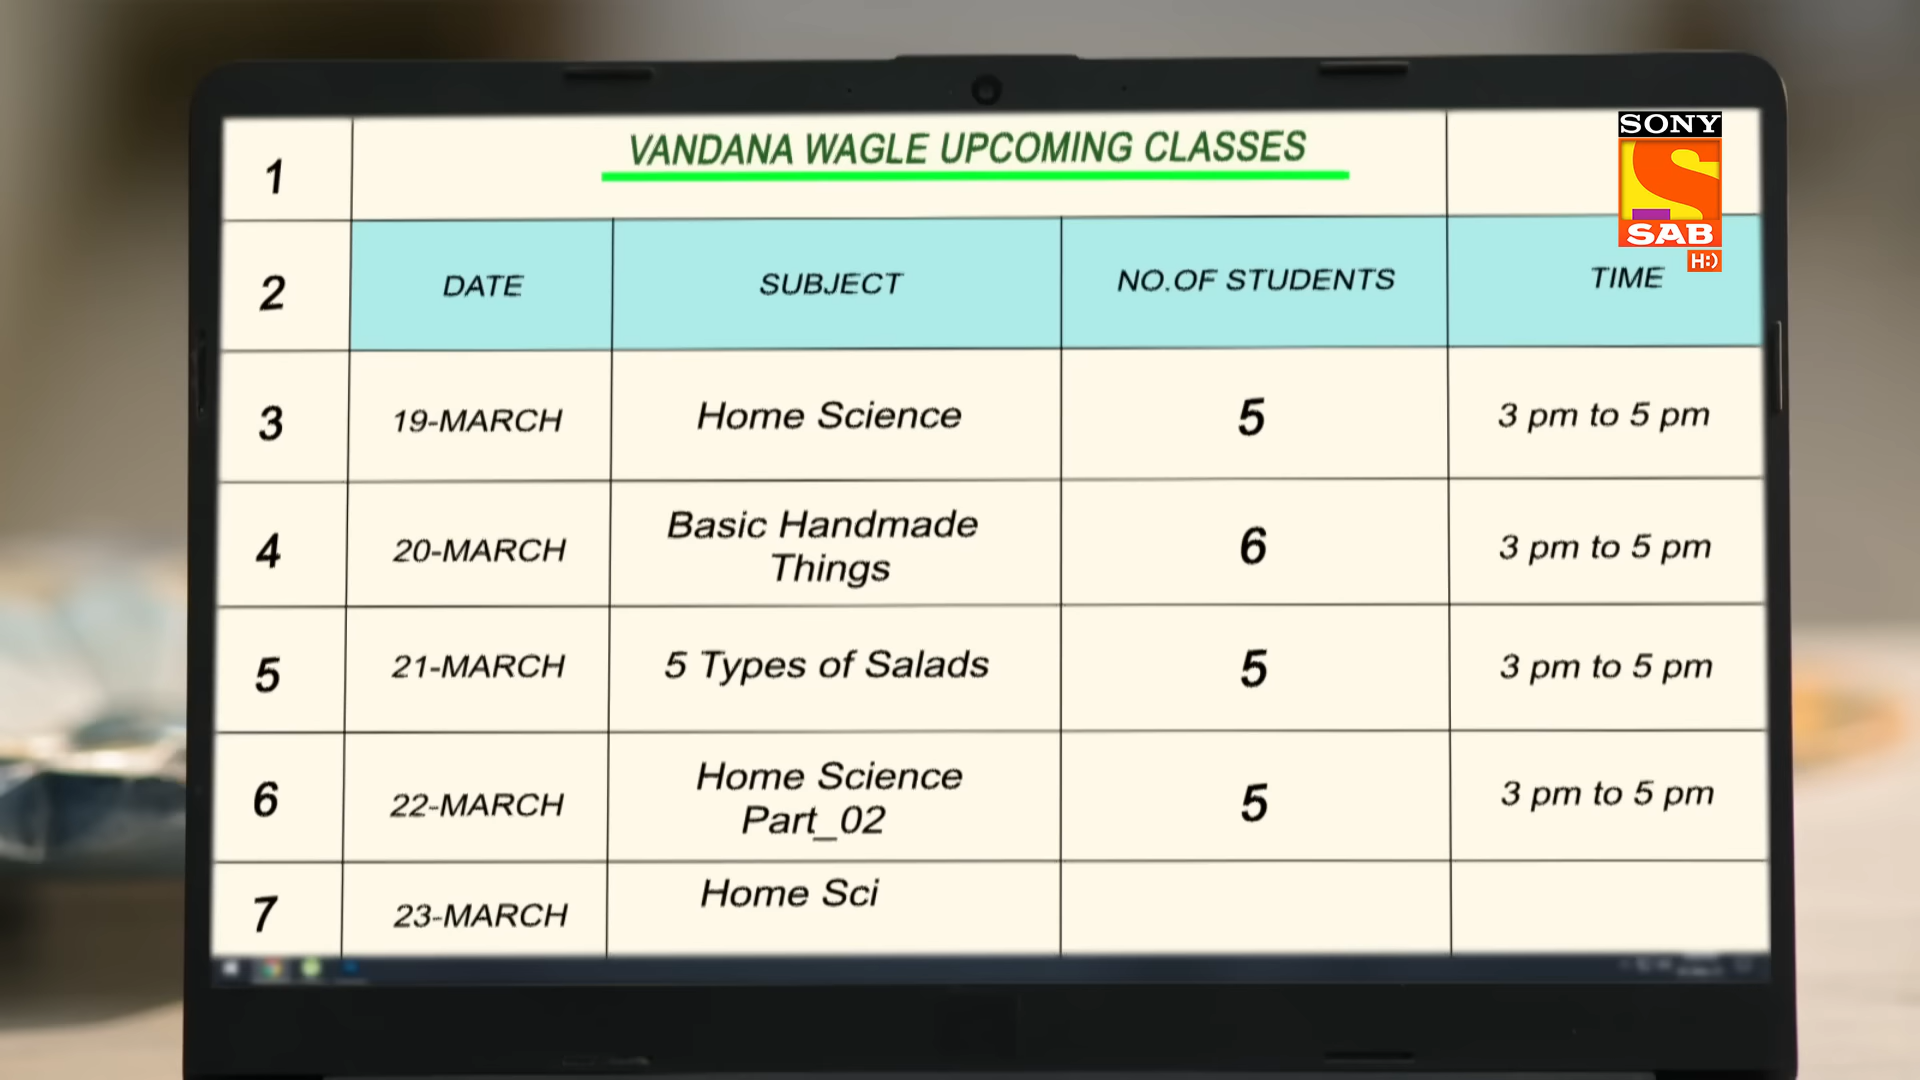 SONY
SAB
H:)
1 VANDANA WAGLE UPCOMING CLASSES
2 DATE SUBJECT NO.OF STUDENTS TIME
3 19-MARCH Home Science 5 3 pm to 5 pm
4 20-MARCH Basic Handmade
Things 6 3 pm to 5 pm
5 21-MARCH 5 Types of Salads 5 3 pm to 5 pm
6 22-MARCH Home Science
Part_02 5 3 pm to 5 pm
7 23-MARCH Home Sci